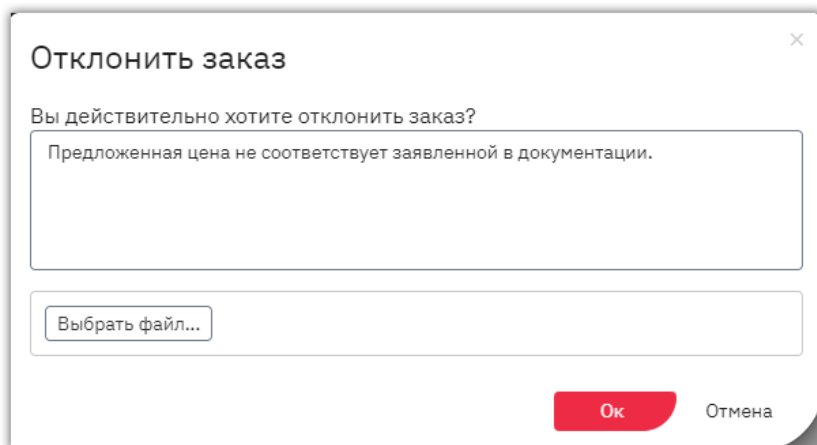 Отклонить заказ
Вы действительно хотите отклонить заказ?
Предложенная цена не соответствует заявленной в документации.
Выбрать файл...
Ок
Отмена